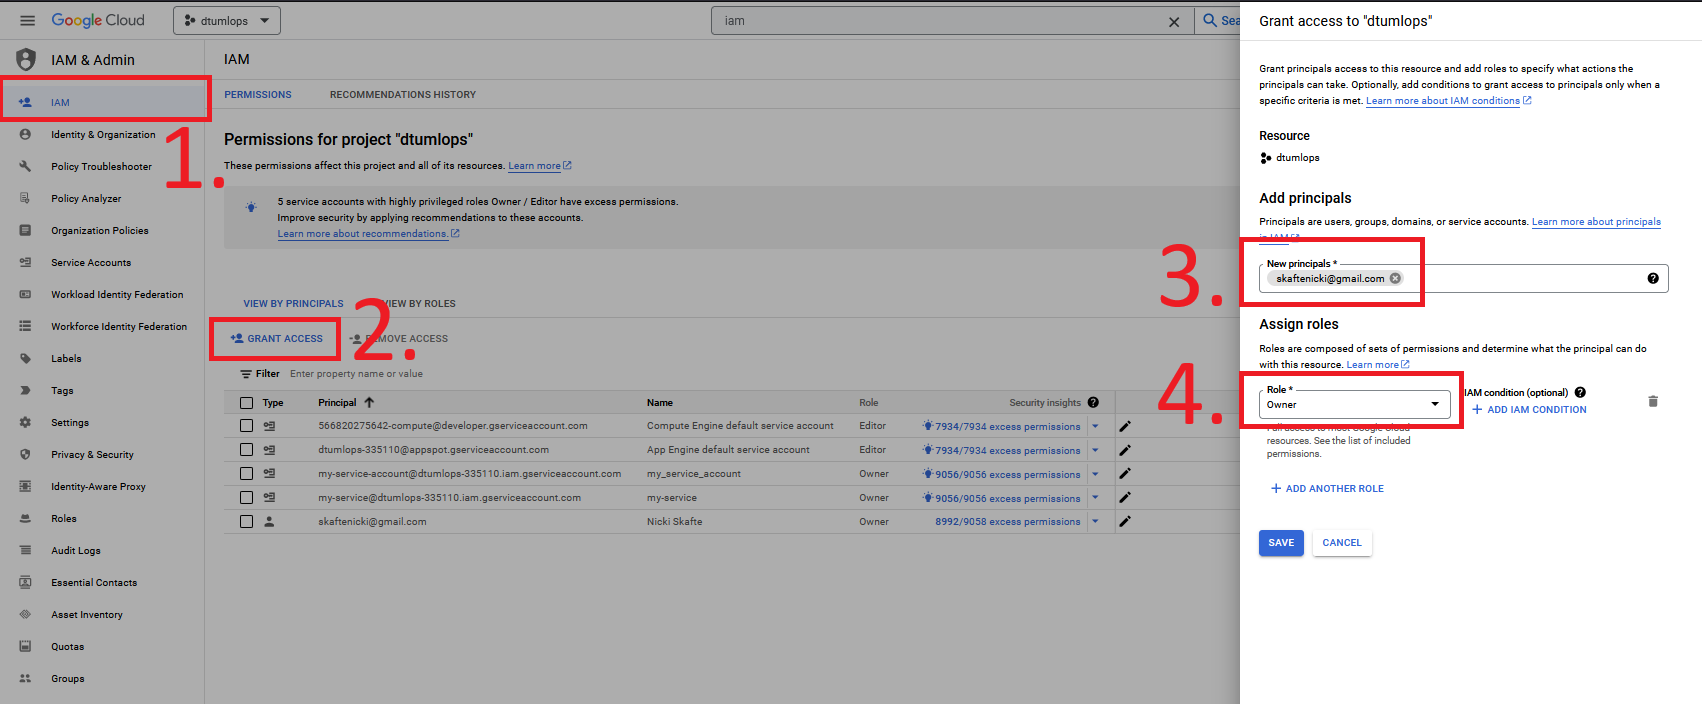 Google Cloud
dtumlops
iam
Sea
IAM & Admin
IAM
Identity & Organization
Policy Troubleshooter
Policy Analyzer
Organization Policies
Service Accounts
Workload Identity Federation
Workforce Identity Federation
Labels
Tags
Settings
Privacy & Security
Identity-Aware Proxy
Roles
Audit Logs
Essential Contacts
Asset Inventory
Quotas
Groups
1.
IAM
PERMISSIONS RECOMMENDATIONS HISTORY
Permissions for project "dtumlops"
These permissions affect this project and all of its resources. Learn more
5 service accounts with highly privileged roles Owner / Editor have excess permissions.
Improve security by applying recommendations to these accounts.
Learn more about recommendations.
VIEW BY PRINCIPALS VIEW BY ROLES
2.
GRANT ACCESS REMOVE ACCESS
Filter Enter property name or value
Type Principal Name Role Security insights
566820275642-compute@developer.gserviceaccount.com Compute Engine default service account Editor 7934/7934 excess permissions
dtumlops-335110@appspot.gserviceaccount.com App Engine default service account Editor 7934/7934 excess permissions
my-service-account@dtumlops-335110.iam.gserviceaccount.com my_service_account Owner 9056/9056 excess permissions
my-service@dtumlops-335110.iam.gserviceaccount.com my-service Owner 9056/9056 excess permissions
skaftenicki@gmail.com Nicki Skafte Owner 8992/9058 excess permissions
Grant access to "dtumlops"
Grant principals access to this resource and add roles to specify what actions the
principals can take. Optionally, add conditions to grant access to principals only when a
specific criteria is met. Learn more about IAM conditions
Resource
dtumlops
Add principals
Principals are users, groups, domains, or service accounts. Learn more about principals
in IAM
3.
New principals *
skaftenicki@gmail.com
Assign roles
Roles are composed of sets of permissions and determine what the principal can do
with this resource. Learn more
4.
Role *
Owner
IAM condition (optional)
+ ADD IAM CONDITION
Full access to most Google Cloud
resources. See the list of included
permissions.
+ ADD ANOTHER ROLE
SAVE CANCEL